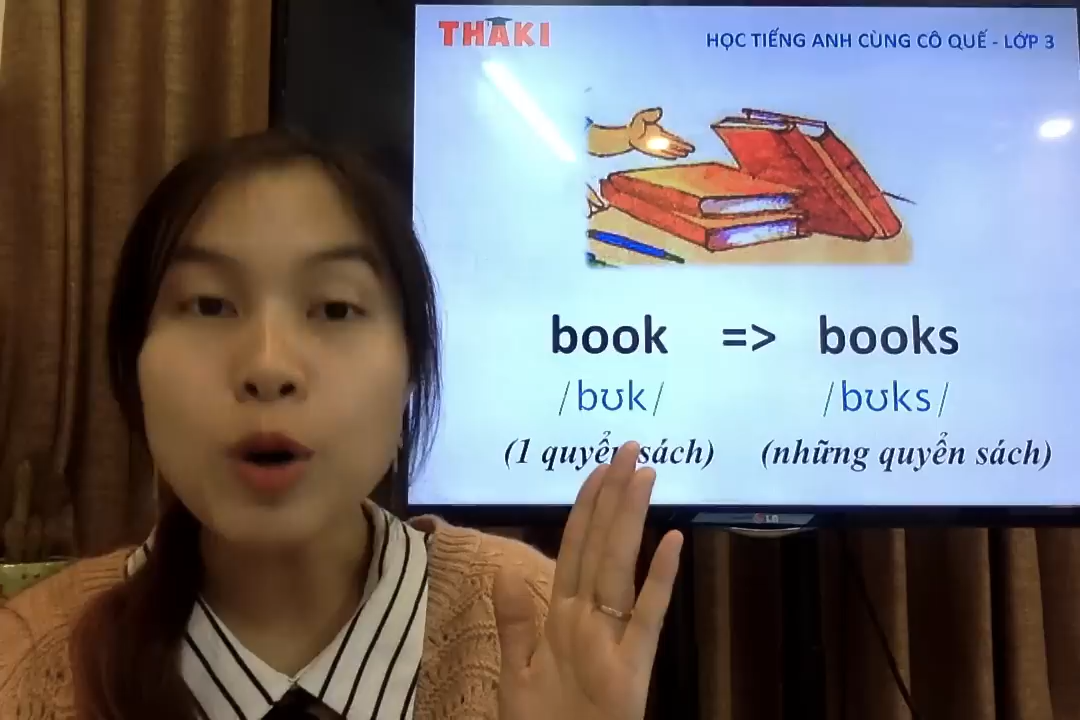 THAKI
HỌC TIẾNG ANH CÙNG CÔ QUẾ - LỚP 3
book => books
/bʊk/ /bʊks/
(1 quyển sách) (những quyển sách)
LG